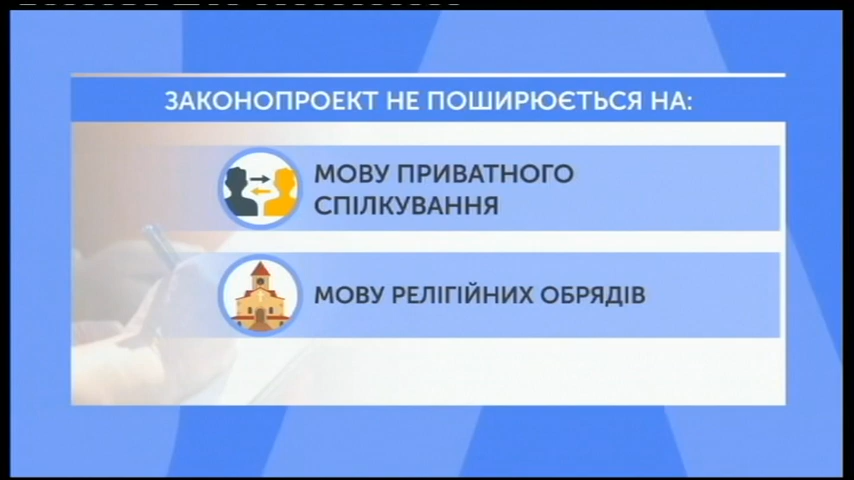 ЗАКОНОПРОЕКТ НЕ ПОШИРЮЄТЬСЯ НА:
МОВУ ПРИВАТНОГО
СПІЛКУВАННЯ
МОВУ РЕЛІГІЙНИХ ОБРЯДІВ